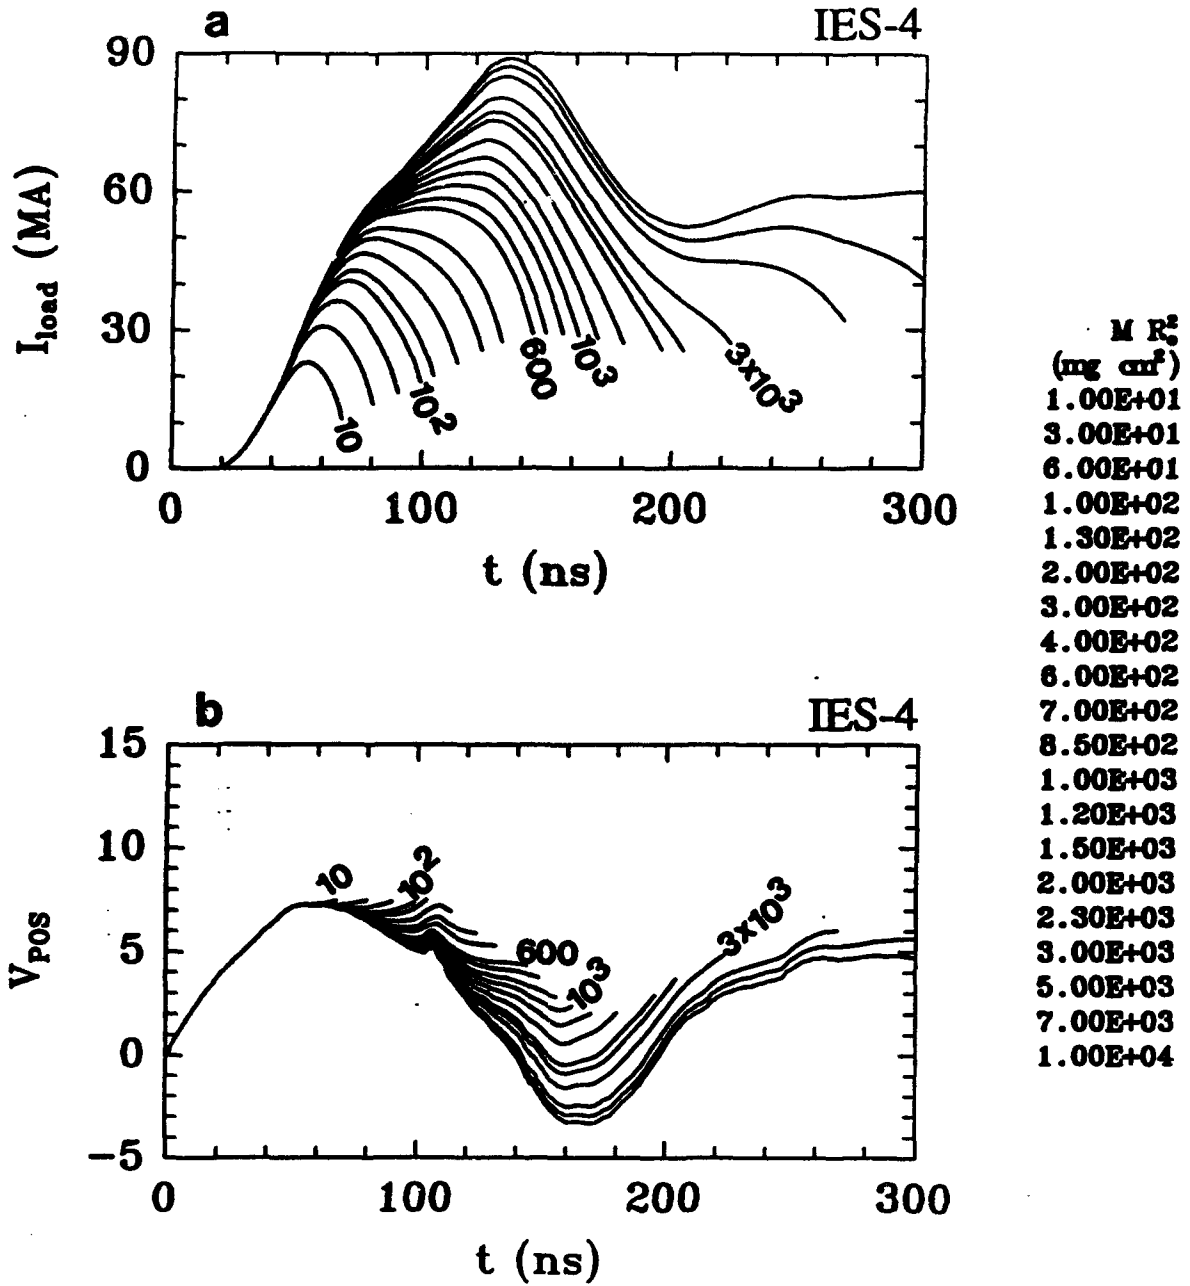 a
IES-4
90
60
30
0
I_load (MA)
10
10²
600
10³
3x10³
0
100
200
300
t (ns)
b
IES-4
15
10
5
0
-5
V_POS
10
10²
600
10³
3x10³
0
100
200
300
t (ns)
M R₀²
(mg cm²)
1.00E+01
3.00E+01
6.00E+01
1.00E+02
1.30E+02
2.00E+02
3.00E+02
4.00E+02
6.00E+02
7.00E+02
8.50E+02
1.00E+03
1.20E+03
1.50E+03
2.00E+03
2.30E+03
3.00E+03
5.00E+03
7.00E+03
1.00E+04